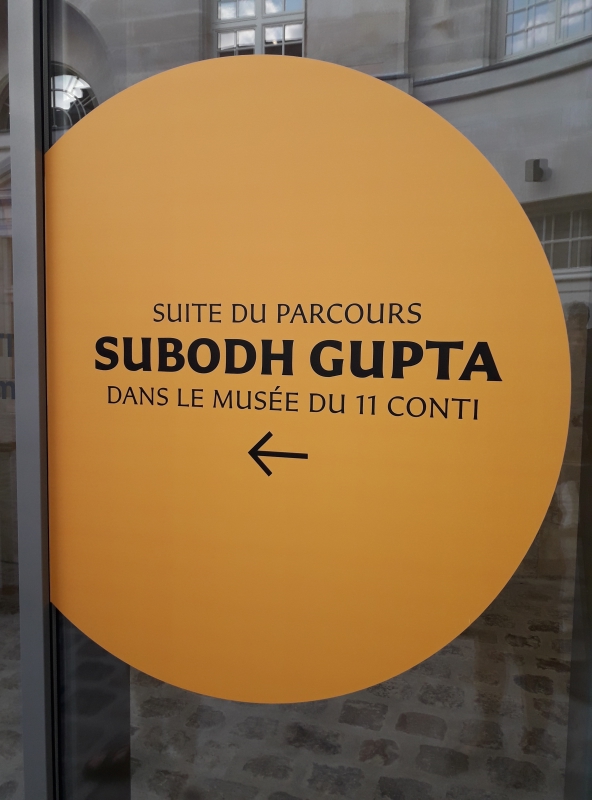 SUITE DU PARCOURS
SUBODH GUPTA
DANS LE MUSÉE DU 11 CONTI